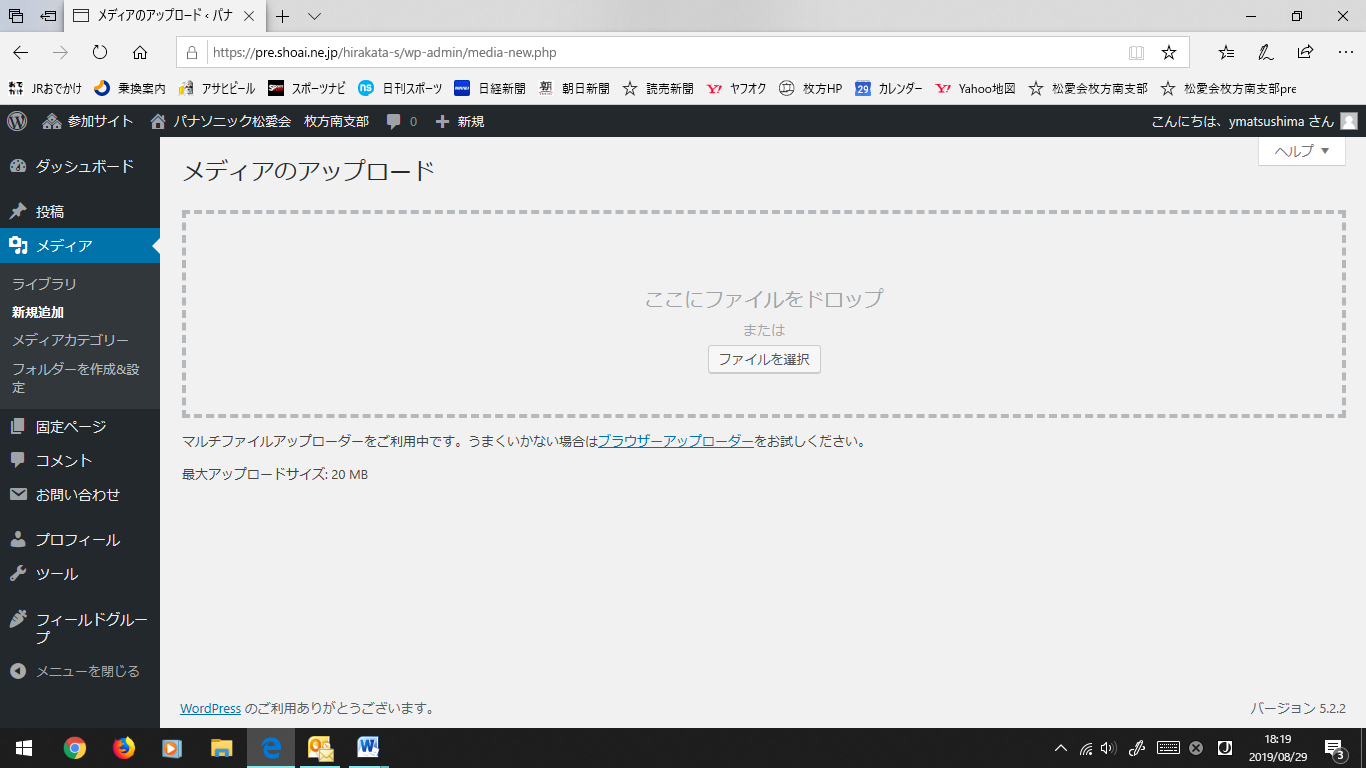 メディアのアップロード ‹ パナ
https://pre.shoai.ne.jp/hirakata-s/wp-admin/media-new.php
JRおでかけ 乗換案内 アサヒビール スポーツナビ 日刊スポーツ 日経新聞 朝日新聞 読売新聞 ヤフオク 枚方HP カレンダー Yahoo地図 松愛会枚方南支部 松愛会枚方南支部pre
参加サイト パナソニック松愛会 枚方南支部 0 新規 こんにちは、ymatsushima さん
ヘルプ
ダッシュボード
投稿
メディア
ライブラリ
新規追加
メディアカテゴリー
フォルダーを作成&設
定
固定ページ
コメント
お問い合わせ
プロフィール
ツール
フィールドグルー
プ
メニューを閉じる
メディアのアップロード
ここにファイルをドロップ
または
ファイルを選択
マルチファイルアップローダーをご利用中です。うまくいかない場合はブラウザーアップローダーをお試しください。
最大アップロードサイズ: 20 MB
WordPress のご利用ありがとうございます。
バージョン 5.2.2
18:19
2019/08/29
3